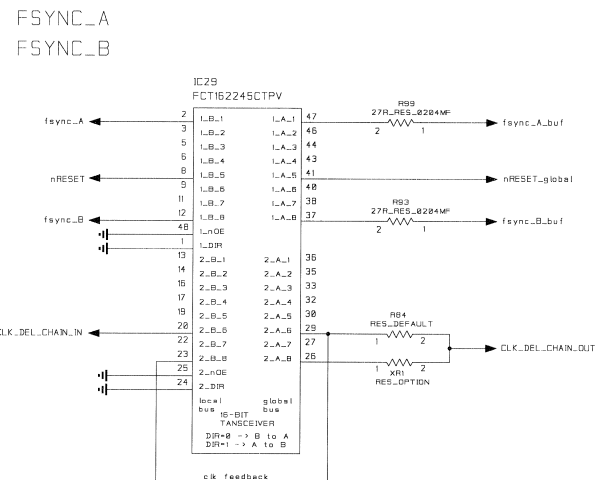 FSYNC_A
FSYNC_B
IC29
FCT162245CTPV
fsync_A
2
1_B_1
1_A_1
47
R99
27R_RES_0204MF
2
1
fsync_A_buf
3
1_B_2
1_A_2
46
5
1_B_3
1_A_3
44
6
1_B_4
1_A_4
43
nRESET
8
1_B_5
1_A_5
41
nRESET_global
9
1_B_6
1_A_6
40
11
1_B_7
1_A_7
38
fsync_B
12
1_B_8
1_A_8
37
R93
27R_RES_0204MF
2
1
fsync_B_buf
48
1_nOE
1
1_DIR
13
2_B_1
2_A_1
36
14
2_B_2
2_A_2
35
16
2_B_3
2_A_3
33
17
2_B_4
2_A_4
32
19
2_B_5
2_A_5
30
CLK_DEL_CHAIN_IN
20
2_B_6
2_A_6
29
R84
RES_DEFAULT
1
2
22
2_B_7
2_A_7
27
CLK_DEL_CHAIN_OUT
23
2_B_8
2_A_8
26
1
2
XR1
RES_OPTION
25
2_nOE
24
2_DIR
local
bus
global
bus
16-BIT
TANSCEIVER
DIR=0 -> B to A
DIR=1 -> A to B
clk feedback